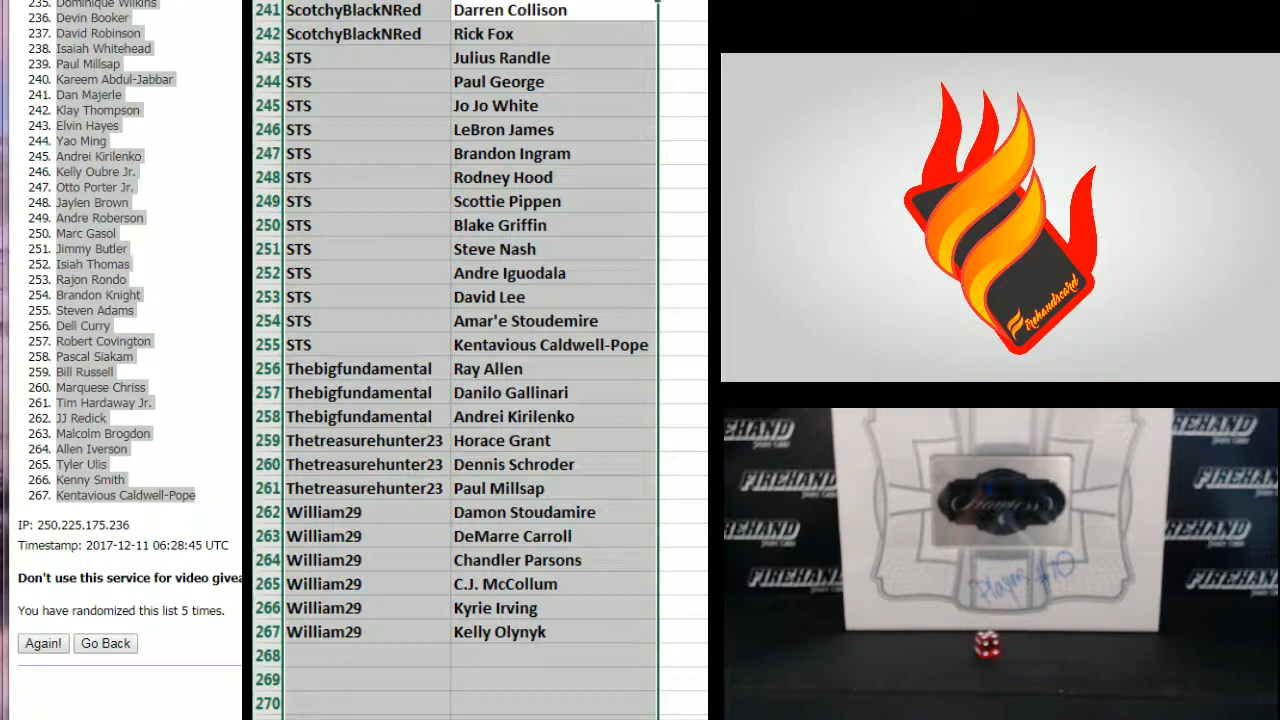 235. Dominique Wilkins
236. Devin Booker
237. David Robinson
238. Isaiah Whitehead
239. Paul Millsap
240. Kareem Abdul-Jabbar
241. Dan Majerle
242. Klay Thompson
243. Elvin Hayes
244. Yao Ming
245. Andrei Kirilenko
246. Kelly Oubre Jr.
247. Otto Porter Jr.
248. Jaylen Brown
249. Andre Roberson
250. Marc Gasol
251. Jimmy Butler
252. Isiah Thomas
253. Rajon Rondo
254. Brandon Knight
255. Steven Adams
256. Dell Curry
257. Robert Covington
258. Pascal Siakam
259. Bill Russell
260. Marquese Chriss
261. Tim Hardaway Jr.
262. JJ Redick
263. Malcolm Brogdon
264. Allen Iverson
265. Tyler Ulis
266. Kenny Smith
267. Kentavious Caldwell-Pope
IP: 250.225.175.236
Timestamp: 2017-12-11 06:28:45 UTC
Don't use this service for video givea
You have randomized this list 5 times.
Again! Go Back
241 ScotchyBlackNRed Darren Collison
242 ScotchyBlackNRed Rick Fox
243 STS Julius Randle
244 STS Paul George
245 STS Jo Jo White
246 STS LeBron James
247 STS Brandon Ingram
248 STS Rodney Hood
249 STS Scottie Pippen
250 STS Blake Griffin
251 STS Steve Nash
252 STS Andre Iguodala
253 STS David Lee
254 STS Amar'e Stoudemire
255 STS Kentavious Caldwell-Pope
256 Thebigfundamental Ray Allen
257 Thebigfundamental Danilo Gallinari
258 Thebigfundamental Andrei Kirilenko
259 Thetreasurehunter23 Horace Grant
260 Thetreasurehunter23 Dennis Schroder
261 Thetreasurehunter23 Paul Millsap
262 William29 Damon Stoudamire
263 William29 DeMarre Carroll
264 William29 Chandler Parsons
265 William29 C.J. McCollum
266 William29 Kyrie Irving
267 William29 Kelly Olynyk
268
269
270
Firehandscard
FIREHAND
FIREHAND
FIREHAND
FIREHAND
FIREHAND
Flawless
Players #70